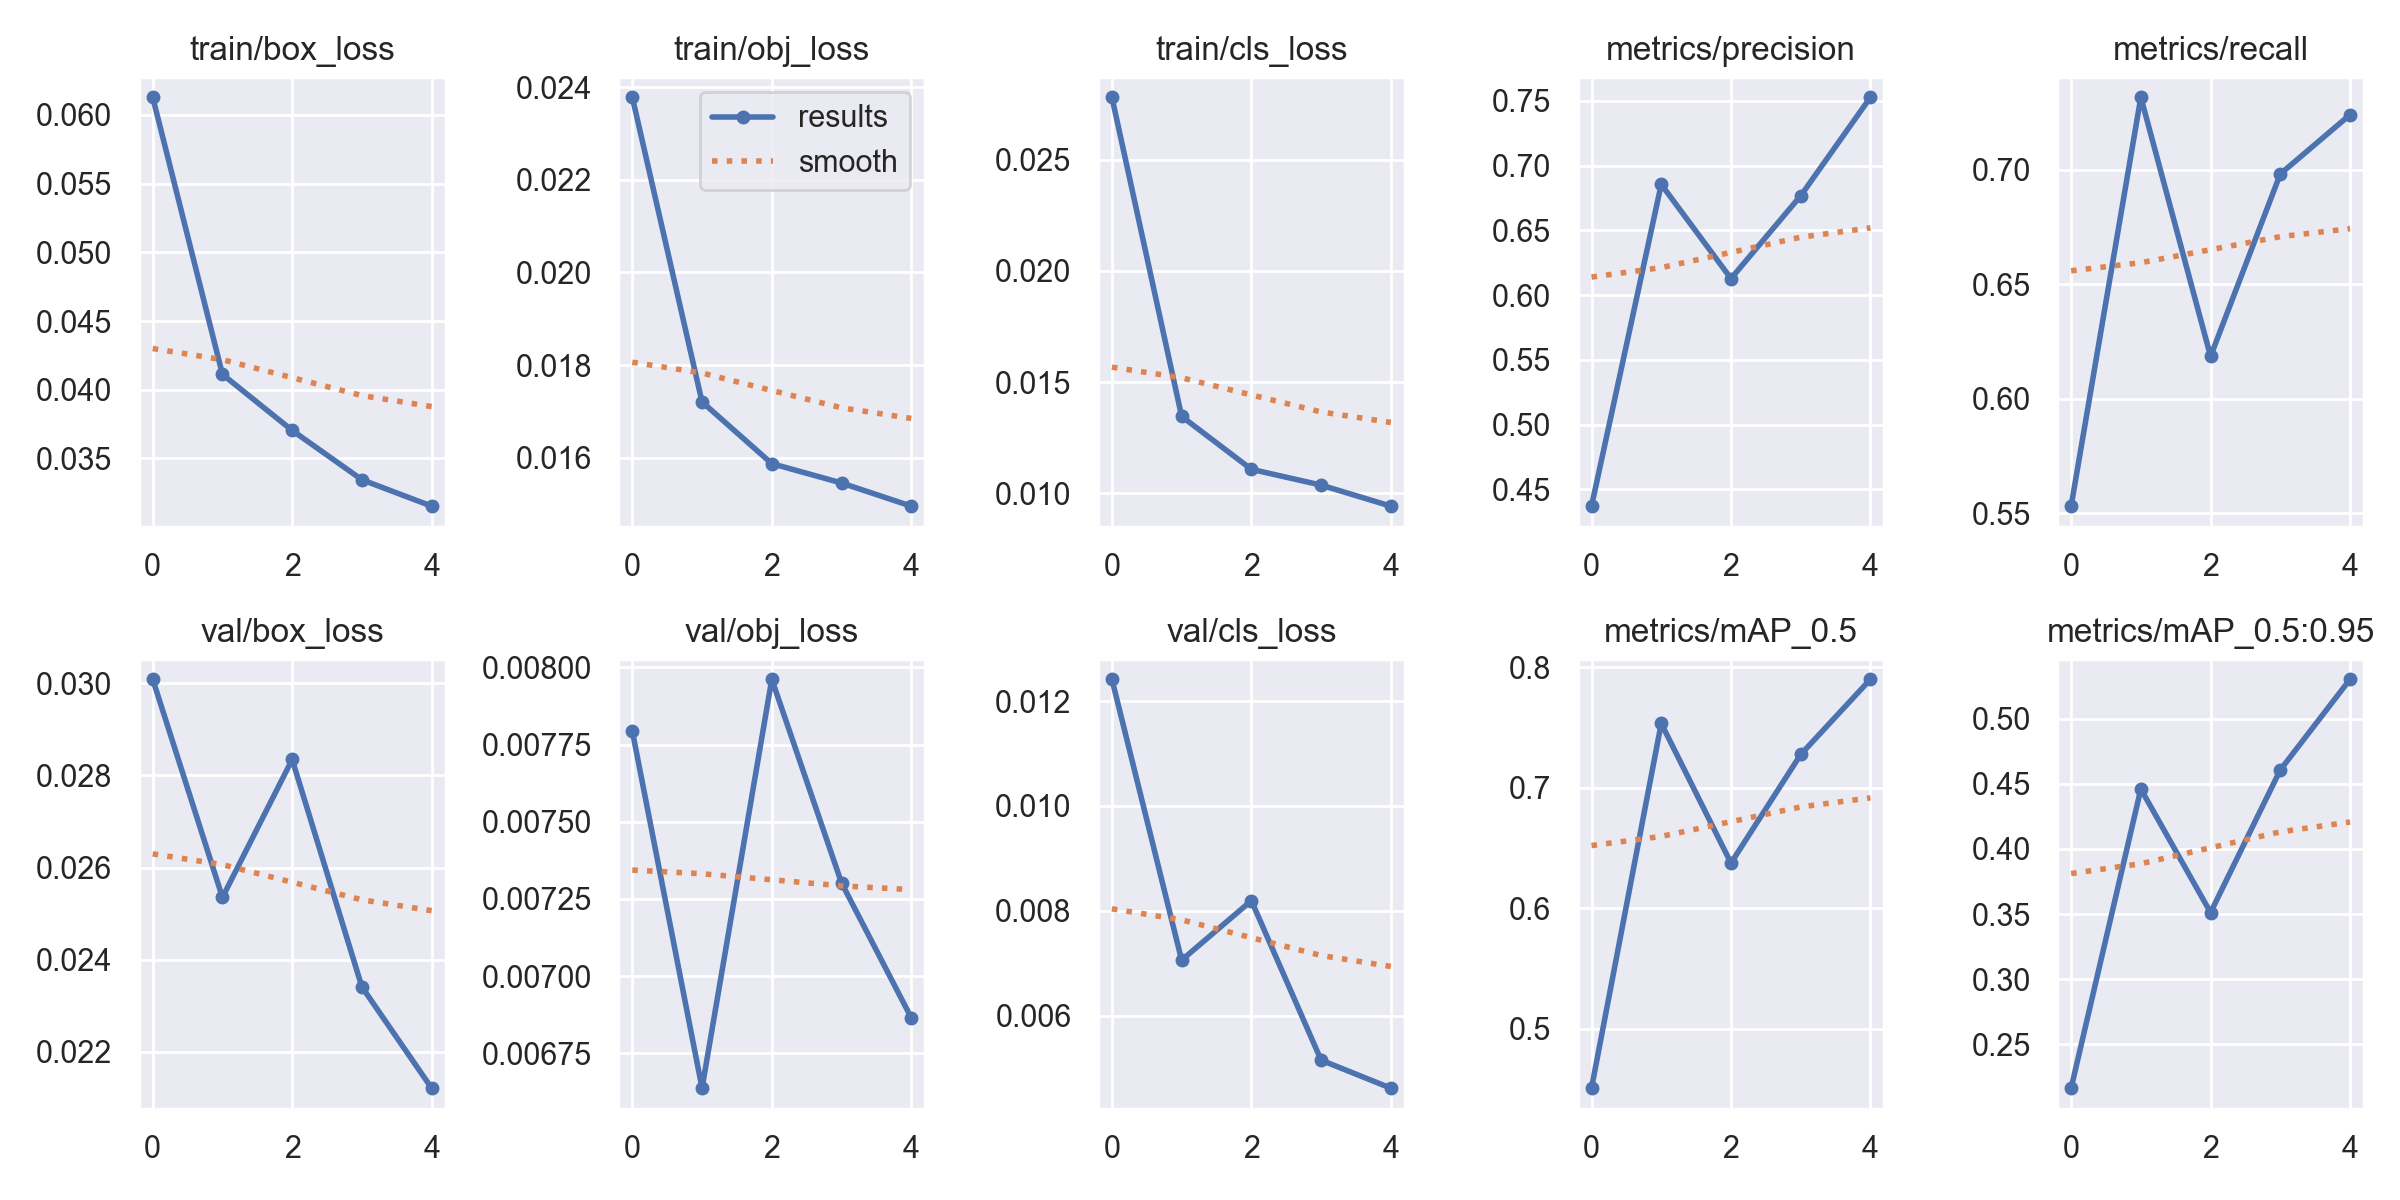 train/box_loss
0.060
0.055
0.050
0.045
0.040
0.035
0 2 4
train/obj_loss
results
smooth
0.024
0.022
0.020
0.018
0.016
0 2 4
train/cls_loss
0.025
0.020
0.015
0.010
0 2 4
metrics/precision
0.75
0.70
0.65
0.60
0.55
0.50
0.45
0 2 4
metrics/recall
0.70
0.65
0.60
0.55
0 2 4
val/box_loss
0.030
0.028
0.026
0.024
0.022
0 2 4
val/obj_loss
0.00800
0.00775
0.00750
0.00725
0.00700
0.00675
0 2 4
val/cls_loss
0.012
0.010
0.008
0.006
0 2 4
metrics/mAP_0.5
0.8
0.7
0.6
0.5
0 2 4
metrics/mAP_0.5:0.95
0.50
0.45
0.40
0.35
0.30
0.25
0 2 4